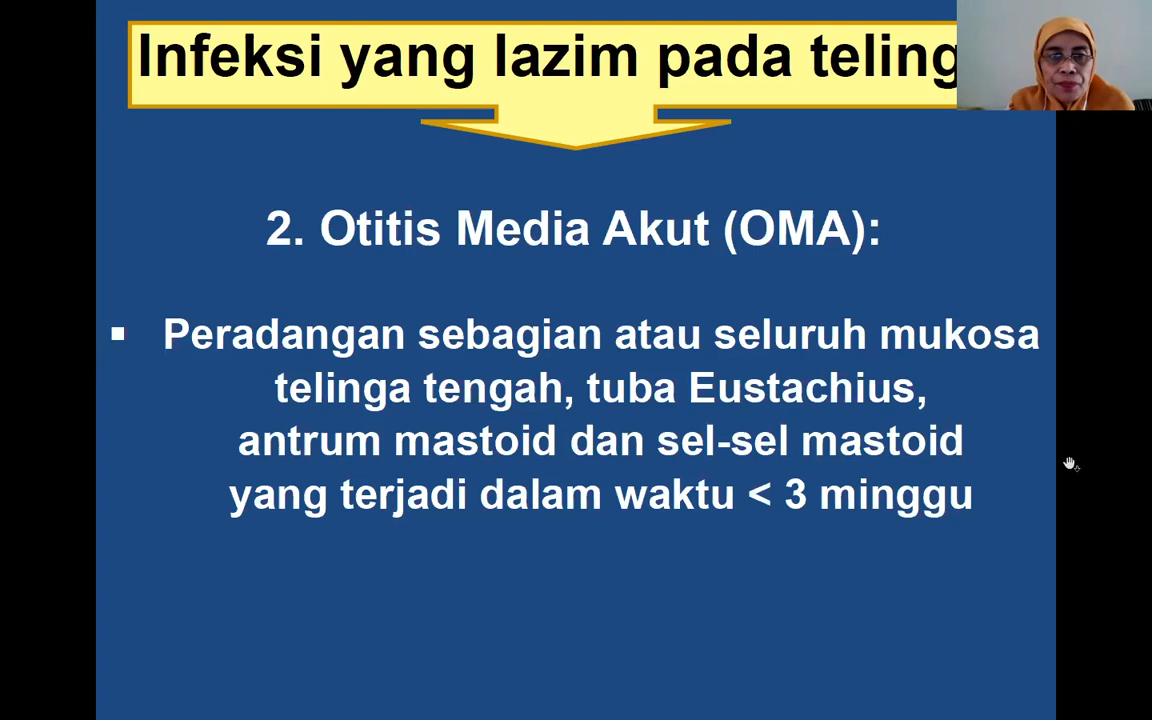 Infeksi yang lazim pada teling
2. Otitis Media Akut (OMA):
▪ Peradangan sebagian atau seluruh mukosa
telinga tengah, tuba Eustachius,
antrum mastoid dan sel-sel mastoid
yang terjadi dalam waktu < 3 minggu